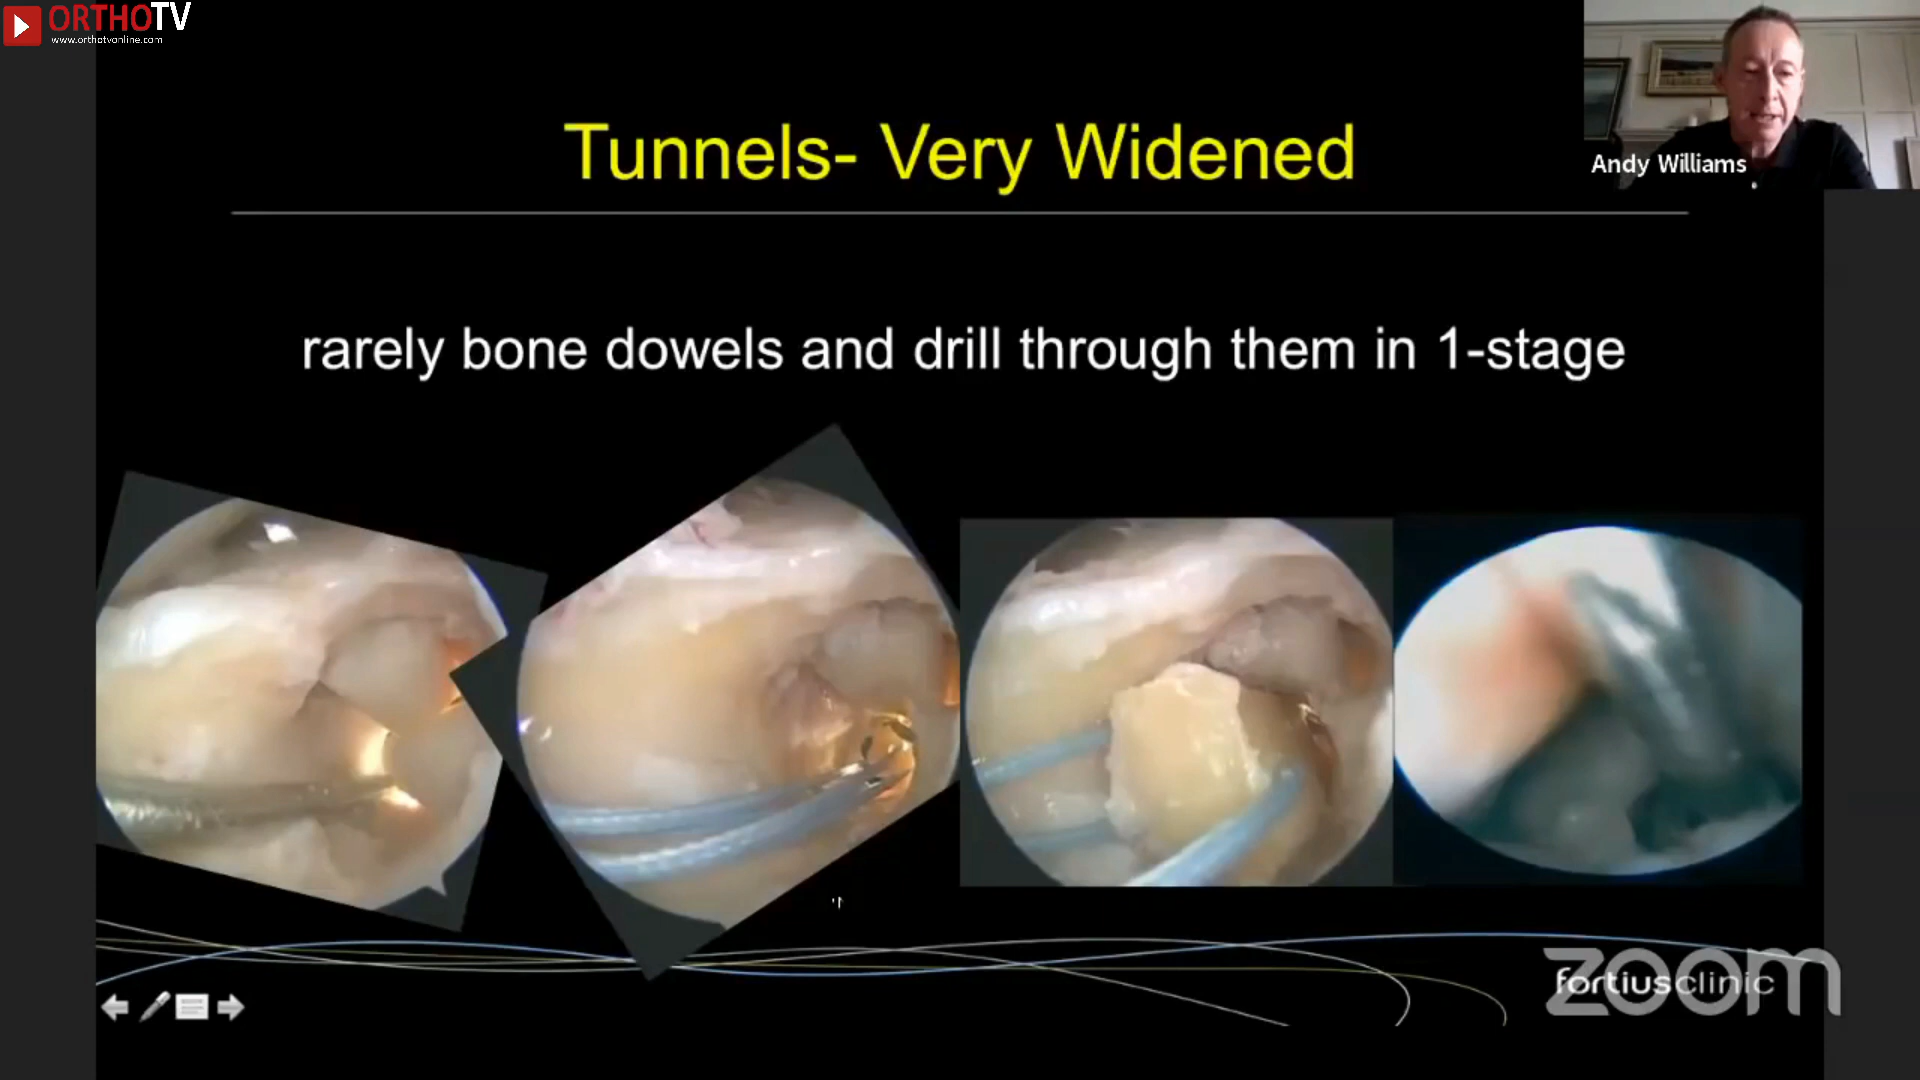 ORTHOTV
www.orthotvonline.com
Andy Williams
Tunnels- Very Widened
rarely bone dowels and drill through them in 1-stage
fortiusclinic
zoom